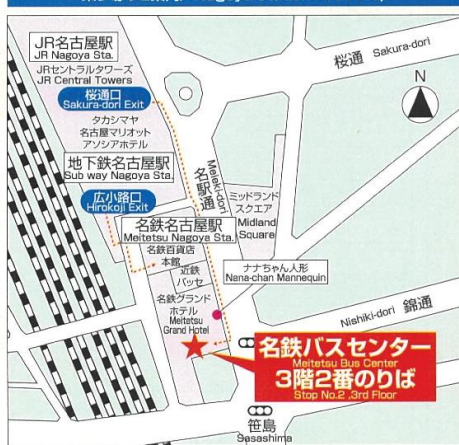 JR名古屋駅
JR Nagoya Sta.
JRセントラルタワーズ
JR Central Towers
桜通口
Sakura-dori Exit
タカシマヤ
名古屋マリオット
アソシアホテル
地下鉄名古屋駅
Sub way Nagoya Sta.
広小路口
Hirokoji Exit
桜通 Sakura-dori
N
Meieki-dori
名駅通
ミッドランド
スクエア
Midland
Square
名鉄名古屋駅
Meitetsu Nagoya Sta.
名鉄百貨店
本館
近鉄
パッセ
ナナちゃん人形
Nana-chan Mannequin
名鉄グランド
ホテル
Meitetsu
Grand Hotel
Nishiki-dori 錦通
名鉄バスセンター
Meitetsu Bus Center
3階2番のりば
Stop No.2 ,3rd Floor
笹島
Sasashima